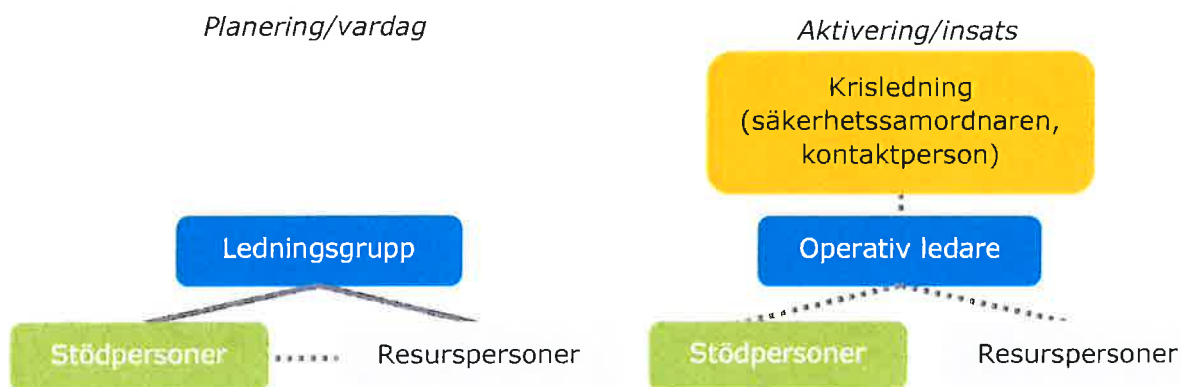 Planering/vardag
Ledningsgrupp
Stödpersoner
Resurspersoner
Aktivering/insats
Krisledning
(säkerhetssamordnaren,
kontaktperson)
Operativ ledare
Stödpersoner
Resurspersoner